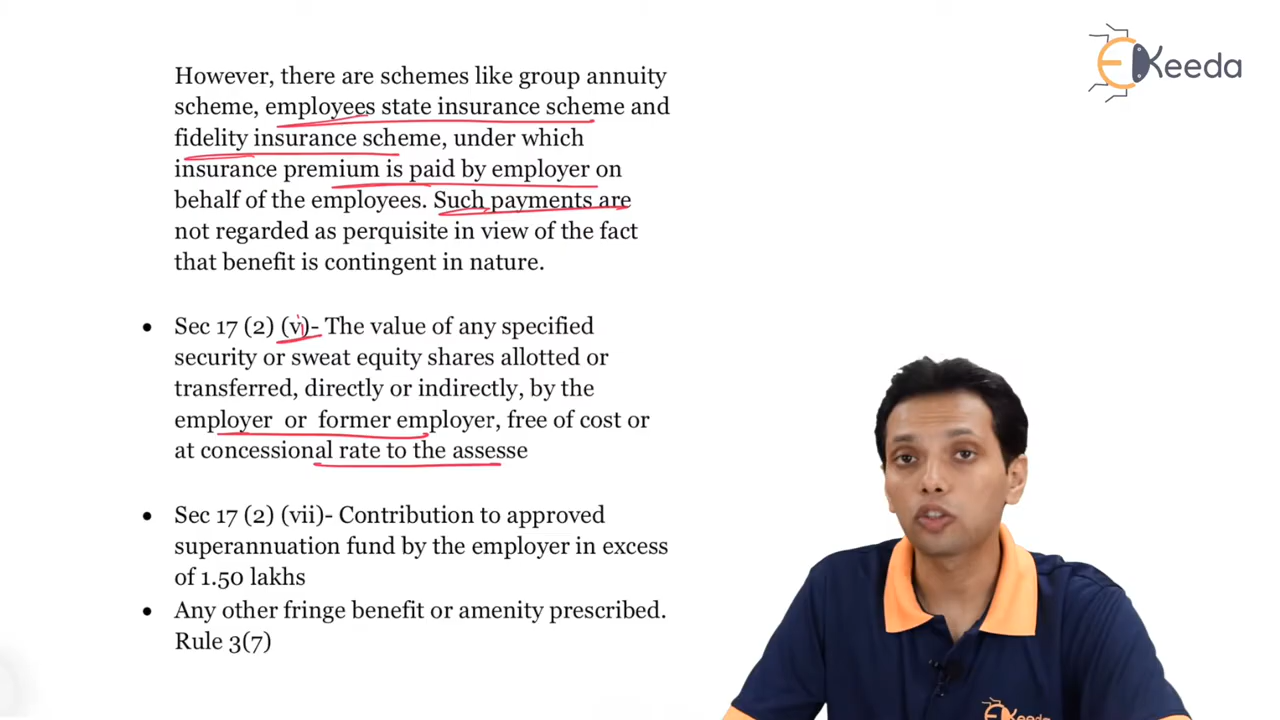 However, there are schemes like group annuity
scheme, employees state insurance scheme and
fidelity insurance scheme, under which
insurance premium is paid by employer on
behalf of the employees. Such payments are
not regarded as perquisite in view of the fact
that benefit is contingent in nature.
• Sec 17 (2) (vi)- The value of any specified
security or sweat equity shares allotted or
transferred, directly or indirectly, by the
employer or former employer, free of cost or
at concessional rate to the assesse
• Sec 17 (2) (vii)- Contribution to approved
superannuation fund by the employer in excess
of 1.50 lakhs
• Any other fringe benefit or amenity prescribed.
Rule 3(7)
EKeeda
EKeeda